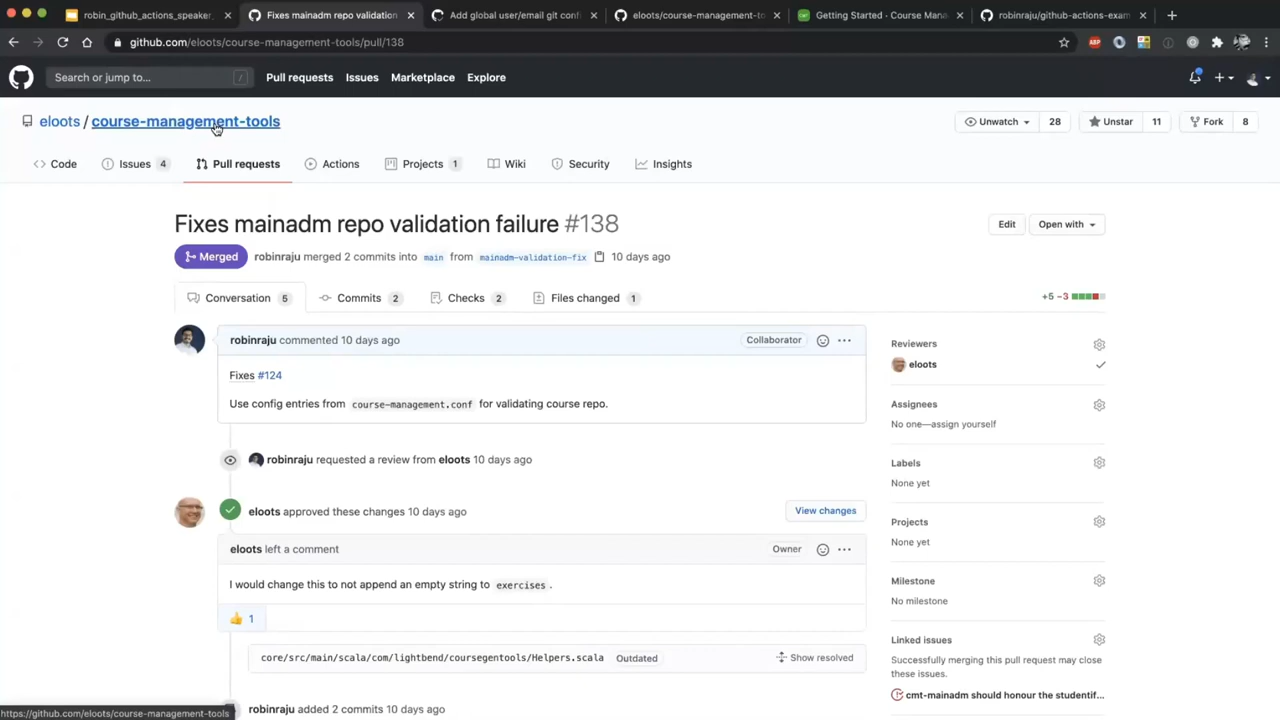 robin_github_actions_speaker_
Fixes mainadm repo validation
Add global user/email git conf
eloots/course-management-to
Getting Started · Course Mana
robinraju/github-actions-exam
github.com/eloots/course-management-tools/pull/138
Search or jump to...
/
Pull requests
Issues
Marketplace
Explore
eloots / course-management-tools
Unwatch 28
Unstar 11
Fork 8
Code
Issues 4
Pull requests
Actions
Projects 1
Wiki
Security
Insights
Fixes mainadm repo validation failure #138
Edit
Open with
Merged
robinraju merged 2 commits into main from mainadm-validation-fix 10 days ago
Conversation 5
Commits 2
Checks 2
Files changed 1
+5 −3
robinraju commented 10 days ago
Collaborator
Fixes #124
Use config entries from course-management.conf for validating course repo.
robinraju requested a review from eloots 10 days ago
eloots approved these changes 10 days ago
View changes
eloots left a comment
Owner
I would change this to not append an empty string to exercises.
👍 1
core/src/main/scala/com/lightbend/coursegentools/Helpers.scala
Outdated
Show resolved
robinraju added 2 commits 10 days ago
Reviewers
eloots
Assignees
No one—assign yourself
Labels
None yet
Projects
None yet
Milestone
No milestone
Linked issues
Successfully merging this pull request may close
these issues.
cmt-mainadm should honour the studentif...
https://github.com/eloots/course-management-tools